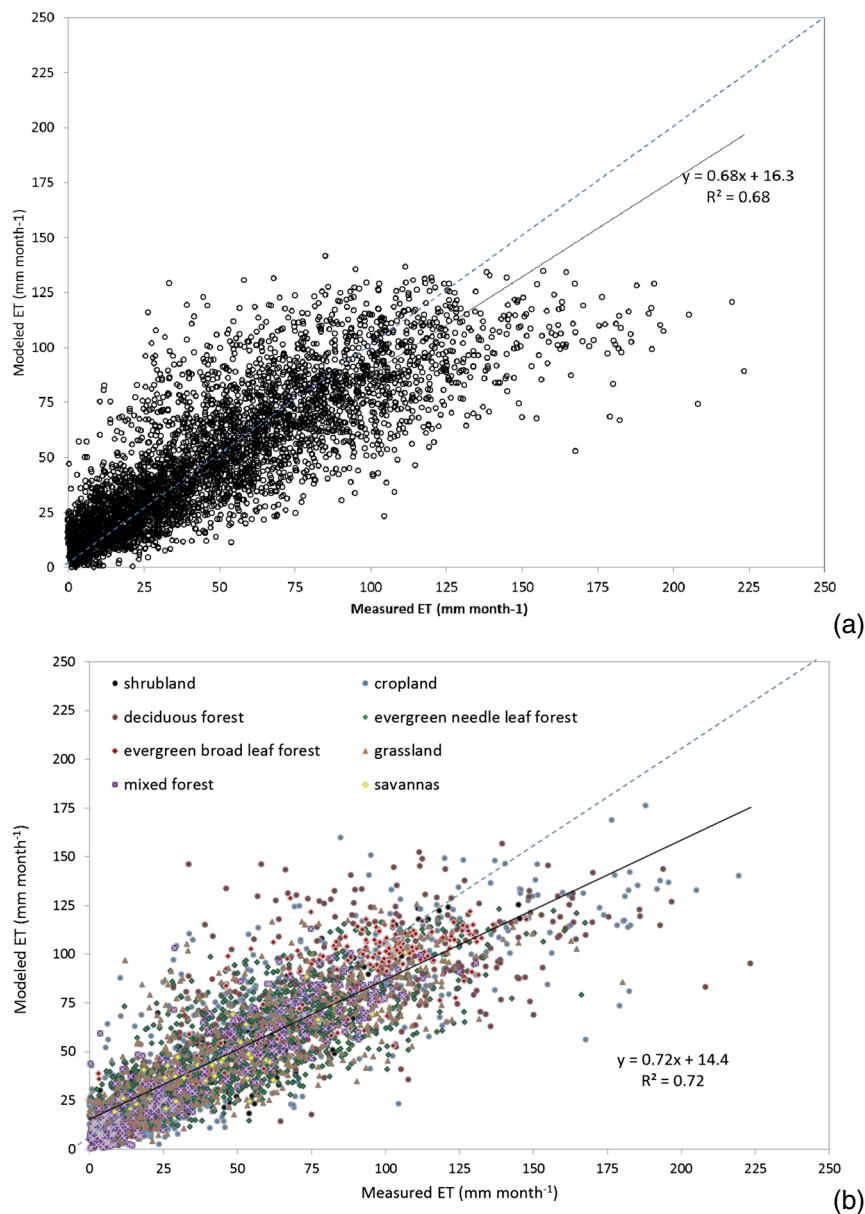 250
225
200
175
150
125
100
75
50
25
0
Modeled ET (mm month-1)
y = 0.68x + 16.3
R² = 0.68
0 25 50 75 100 125 150 175 200 225 250
Measured ET (mm month-1)
(a)
250
225
200
175
150
125
100
75
50
25
0
Modeled ET (mm month⁻¹)
shrubland cropland
deciduous forest evergreen needle leaf forest
evergreen broad leaf forest grassland
mixed forest savannas
y = 0.72x + 14.4
R² = 0.72
0 25 50 75 100 125 150 175 200 225 250
Measured ET (mm month⁻¹)
(b)